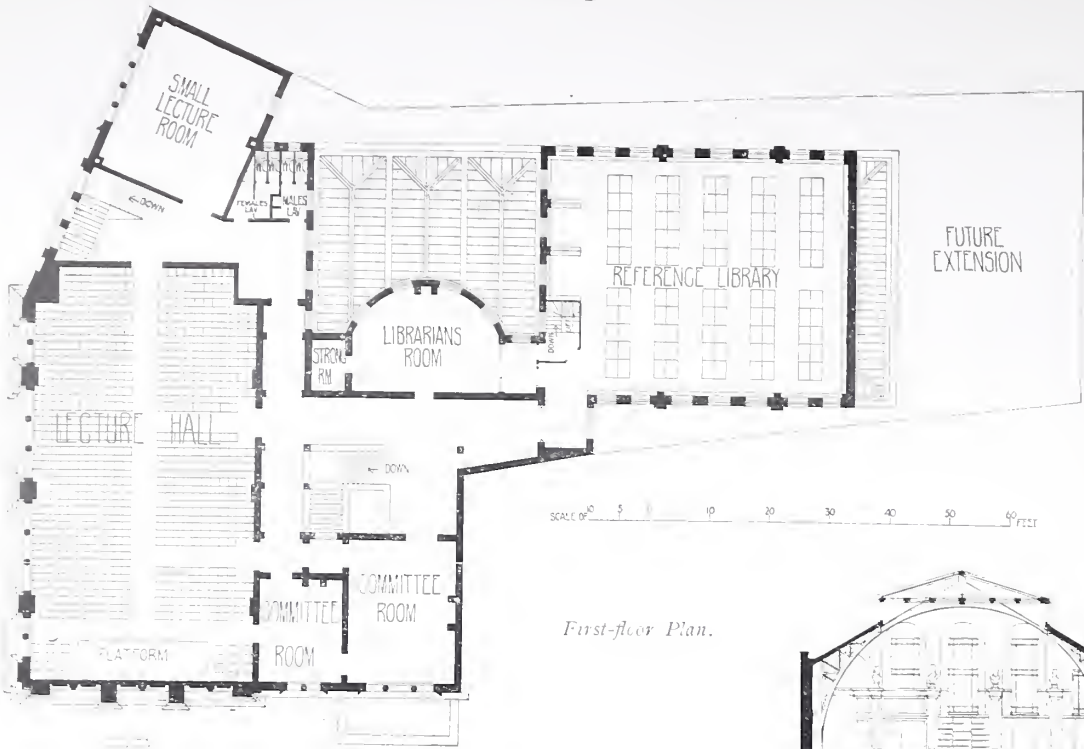 SMALL
LECTURE
ROOM
DOWN
FEMALES
LAV
MALES
LAV
FUTURE
EXTENSION
REFERENCE LIBRARY
LIBRARIANS
ROOM
STRONG
RM
DOWN
LECTURE HALL
DOWN
SCALE OF 10 5 10 20 30 40 50 60 FEET
COMMITTEE
ROOM
COMMITTEE
ROOM
First-floor Plan.
PLATFORM